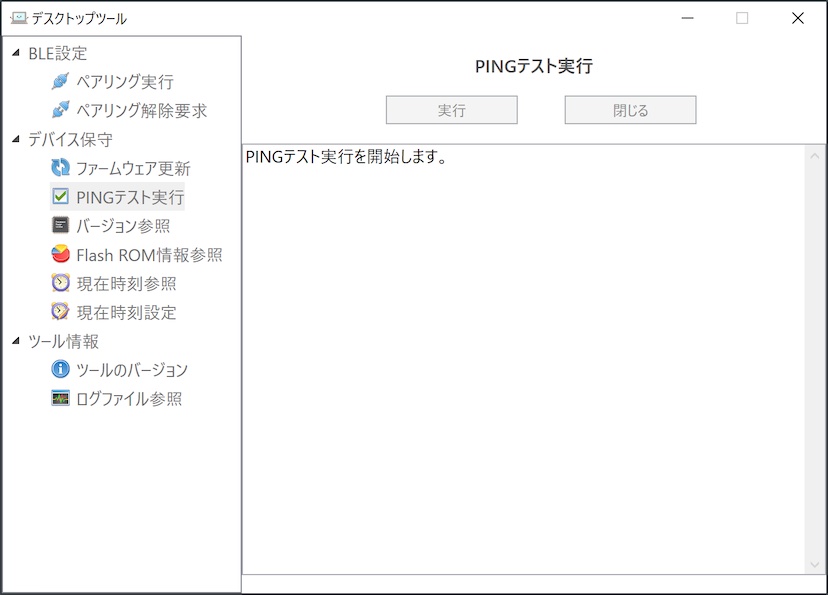 デスクトップツール
BLE設定
ペアリング実行
ペアリング解除要求
デバイス保守
ファームウェア更新
PINGテスト実行
バージョン参照
Flash ROM情報参照
現在時刻参照
現在時刻設定
ツール情報
ツールのバージョン
ログファイル参照
PINGテスト実行
実行
閉じる
PINGテスト実行を開始します。